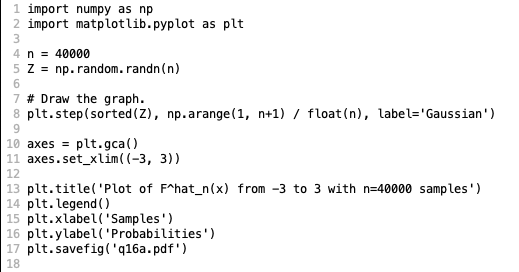 1 import numpy as np
2 import matplotlib.pyplot as plt
3
4 n = 40000
5 Z = np.random.randn(n)
6
7 # Draw the graph.
8 plt.step(sorted(Z), np.arange(1, n+1) / float(n), label='Gaussian')
9
10 axes = plt.gca()
11 axes.set_xlim((-3, 3))
12
13 plt.title('Plot of F^hat_n(x) from -3 to 3 with n=40000 samples')
14 plt.legend()
15 plt.xlabel('Samples')
16 plt.ylabel('Probabilities')
17 plt.savefig('q16a.pdf')
18